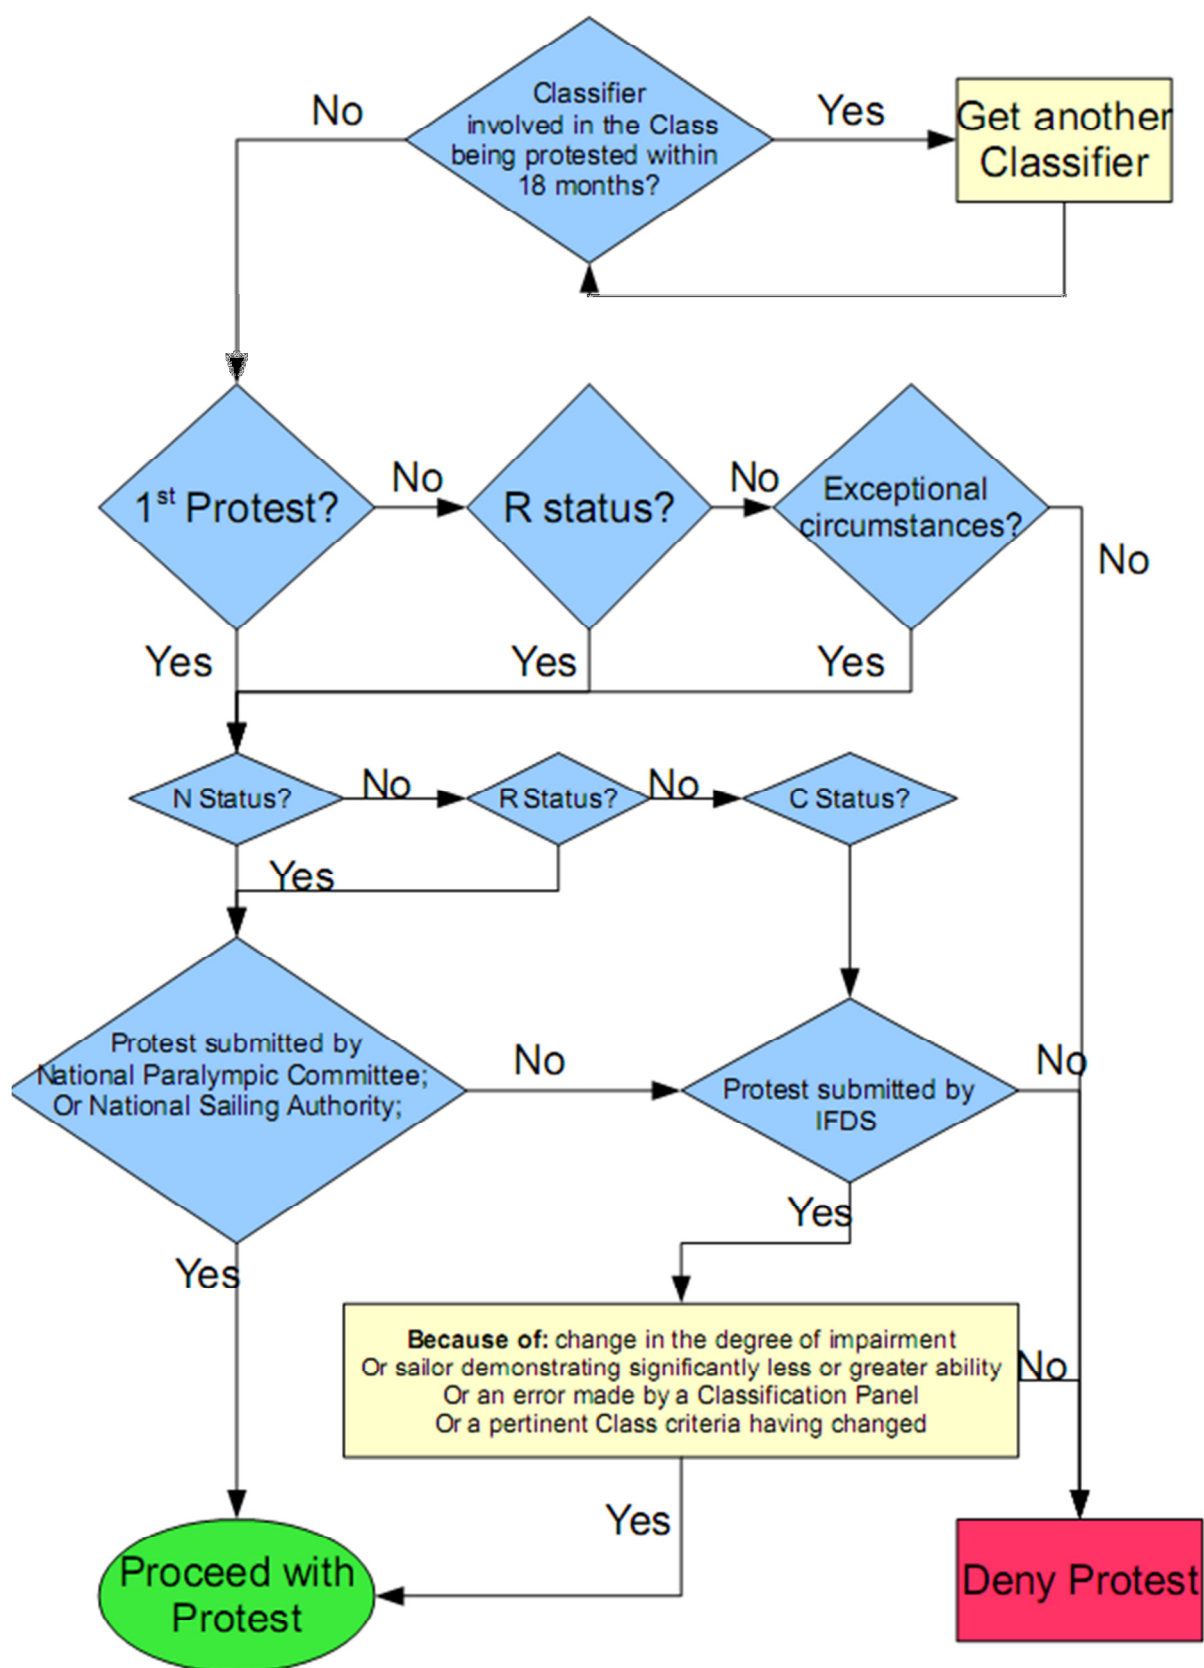 Classifier
involved in the Class
being protested within
18 months?
No
Yes
Get another
Classifier
1st Protest?
No
R status?
No
Exceptional
circumstances?
No
Yes
Yes
Yes
N Status?
No
R Status?
No
C Status?
Yes
Protest submitted by
National Paralympic Committee;
Or National Sailing Authority;
No
Protest submitted by
IFDS
No
Yes
Yes
Because of: change in the degree of impairment
Or sailor demonstrating significantly less or greater ability
Or an error made by a Classification Panel
Or a pertinent Class criteria having changed
No
Yes
Proceed with
Protest
Deny Protest